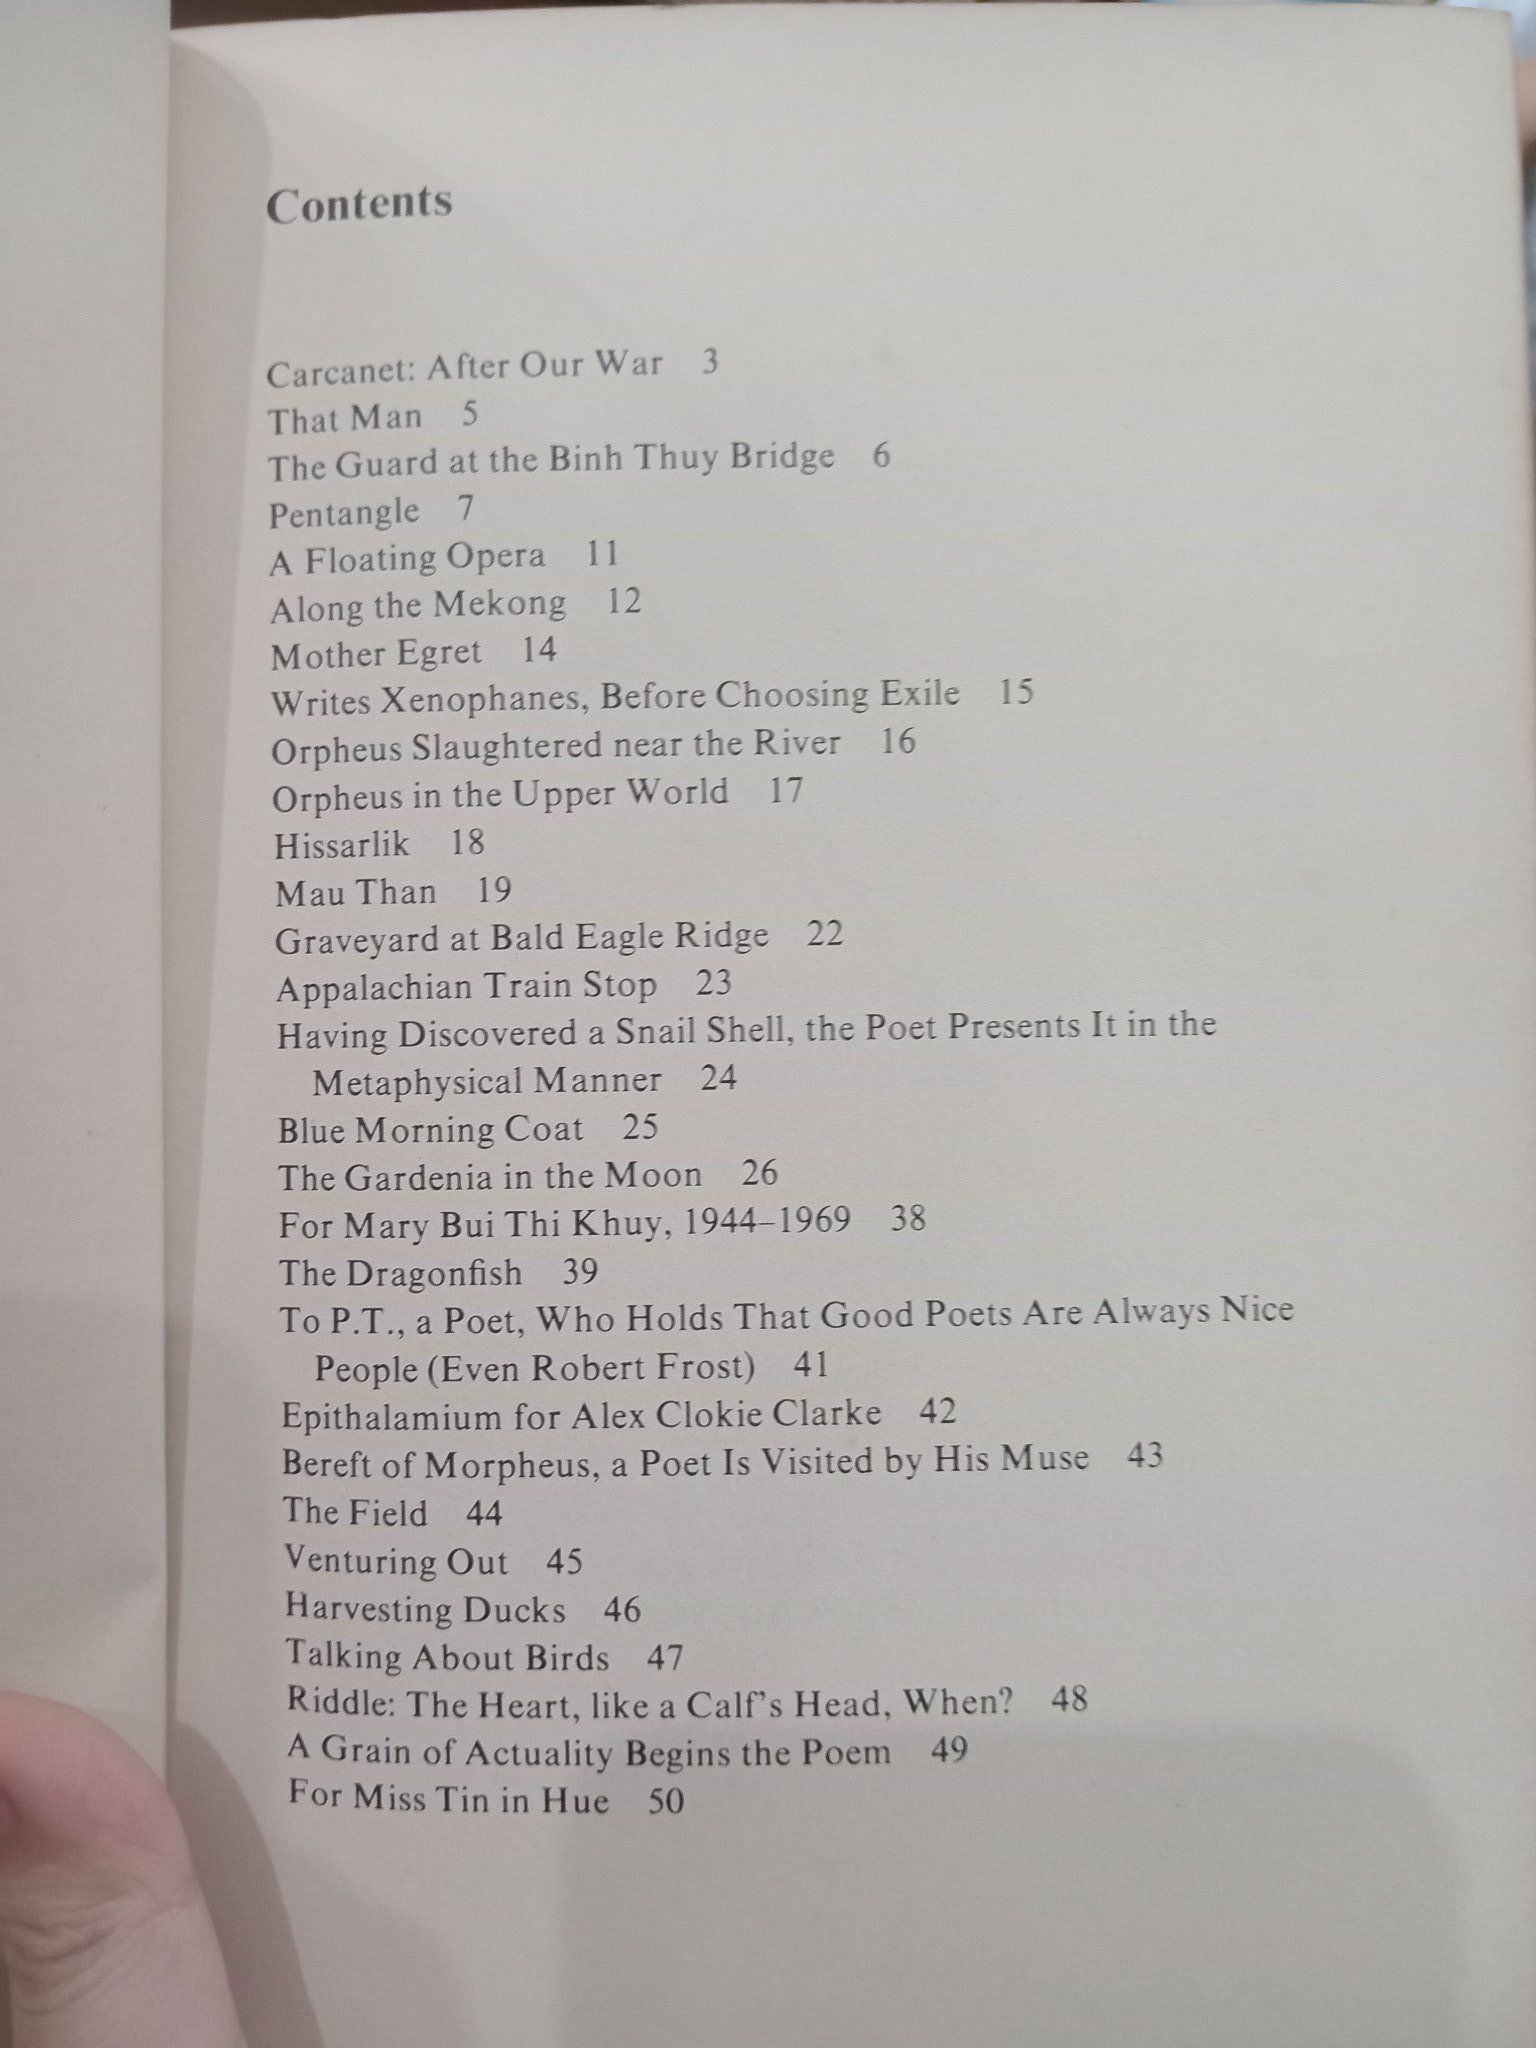 Contents
Carcanet: After Our War 3
That Man 5
The Guard at the Binh Thuy Bridge 6
Pentangle 7
A Floating Opera 11
Along the Mekong 12
Mother Egret 14
Writes Xenophanes, Before Choosing Exile 15
Orpheus Slaughtered near the River 16
Orpheus in the Upper World 17
Hissarlik 18
Mau Than 19
Graveyard at Bald Eagle Ridge 22
Appalachian Train Stop 23
Having Discovered a Snail Shell, the Poet Presents It in the
Metaphysical Manner 24
Blue Morning Coat 25
The Gardenia in the Moon 26
For Mary Bui Thi Khuy, 1944–1969 38
The Dragonfish 39
To P.T., a Poet, Who Holds That Good Poets Are Always Nice
People (Even Robert Frost) 41
Epithalamium for Alex Clokie Clarke 42
Bereft of Morpheus, a Poet Is Visited by His Muse 43
The Field 44
Venturing Out 45
Harvesting Ducks 46
Talking About Birds 47
Riddle: The Heart, like a Calf's Head, When? 48
A Grain of Actuality Begins the Poem 49
For Miss Tin in Hue 50